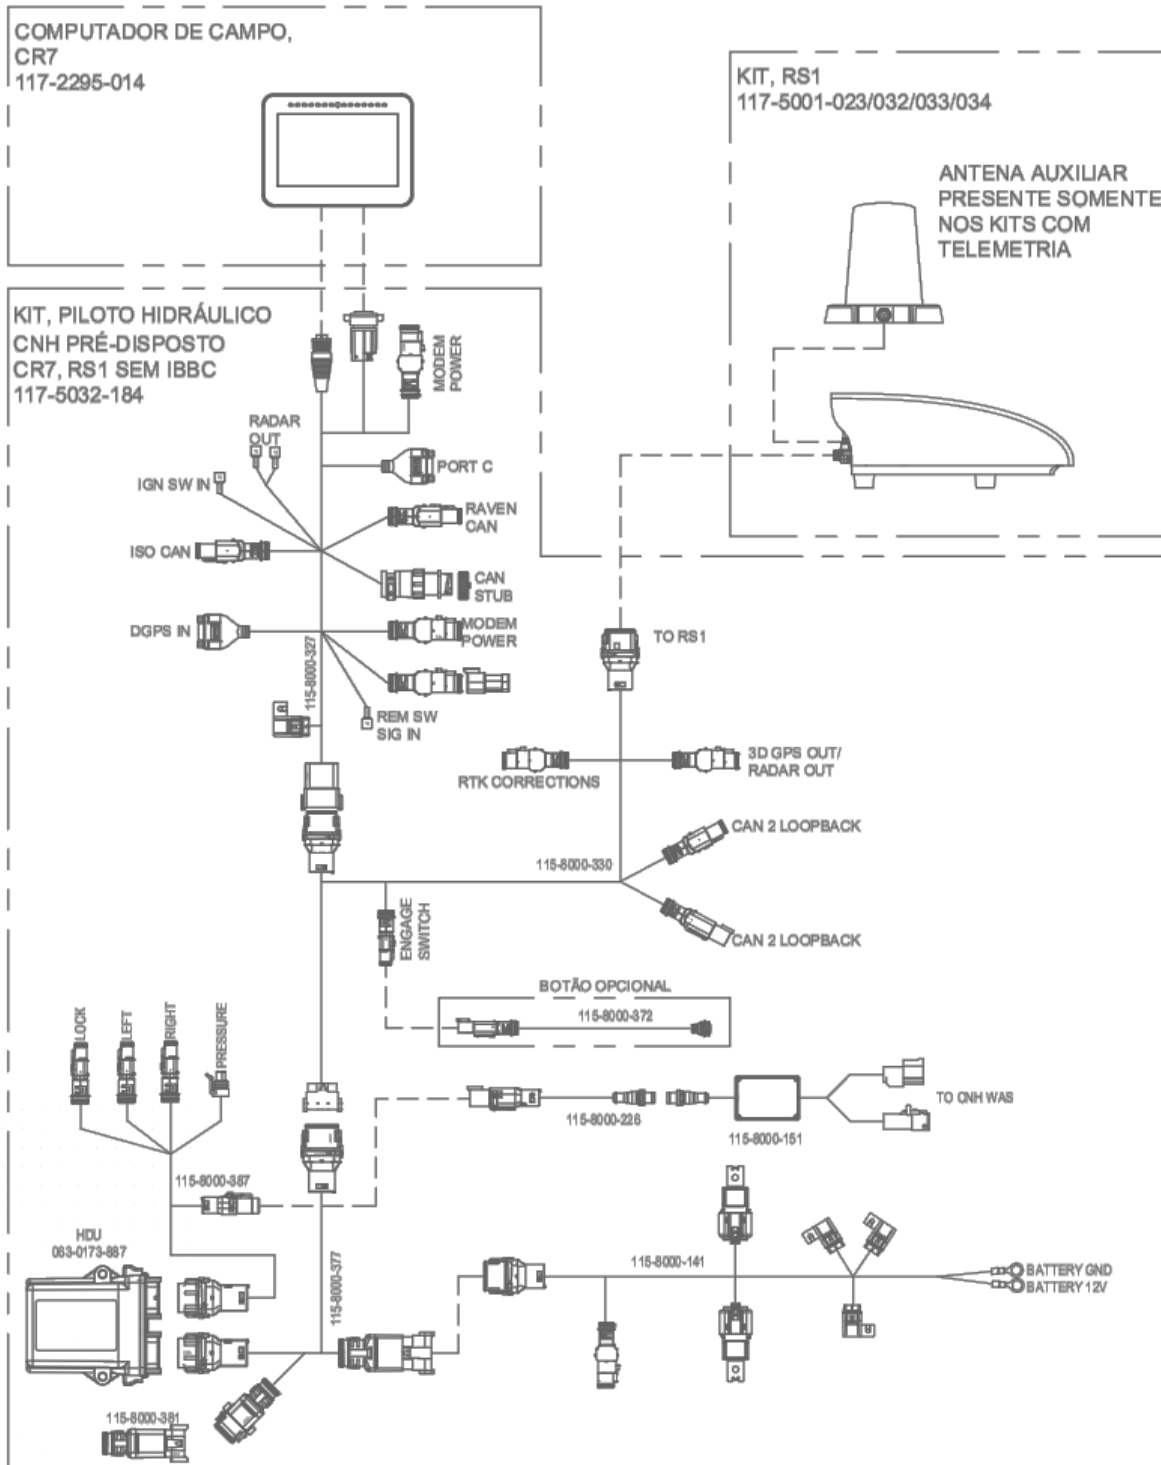 COMPUTADOR DE CAMPO,
CR7
117-2295-014
KIT, RS1
117-5001-023/032/033/034
ANTENA AUXILIAR
PRESENTE SOMENTE
NOS KITS COM
TELEMETRIA
KIT, PILOTO HIDRÁULICO
CNH PRÉ-DISPOSTO
CR7, RS1 SEM IBBC
117-5032-184
MODEM
POWER
RADAR
OUT
IGN SW IN
PORT C
RAVEN
CAN
ISO CAN
CAN
STUB
DGPS IN
MODEM
POWER
115-8000-327
REM SW
SIG IN
TO RS1
RTK CORRECTIONS
3D GPS OUT/
RADAR OUT
CAN 2 LOOPBACK
115-8000-330
CAN 2 LOOPBACK
ENGAGE
SWITCH
BOTÃO OPCIONAL
115-8000-372
LOCK
LEFT
RIGHT
PRESSURE
115-8000-226
115-8000-151
TO CNH WAS
115-8000-387
HDU
063-0173-887
115-8000-377
115-8000-141
BATTERY GND
BATTERY 12V
115-8000-381